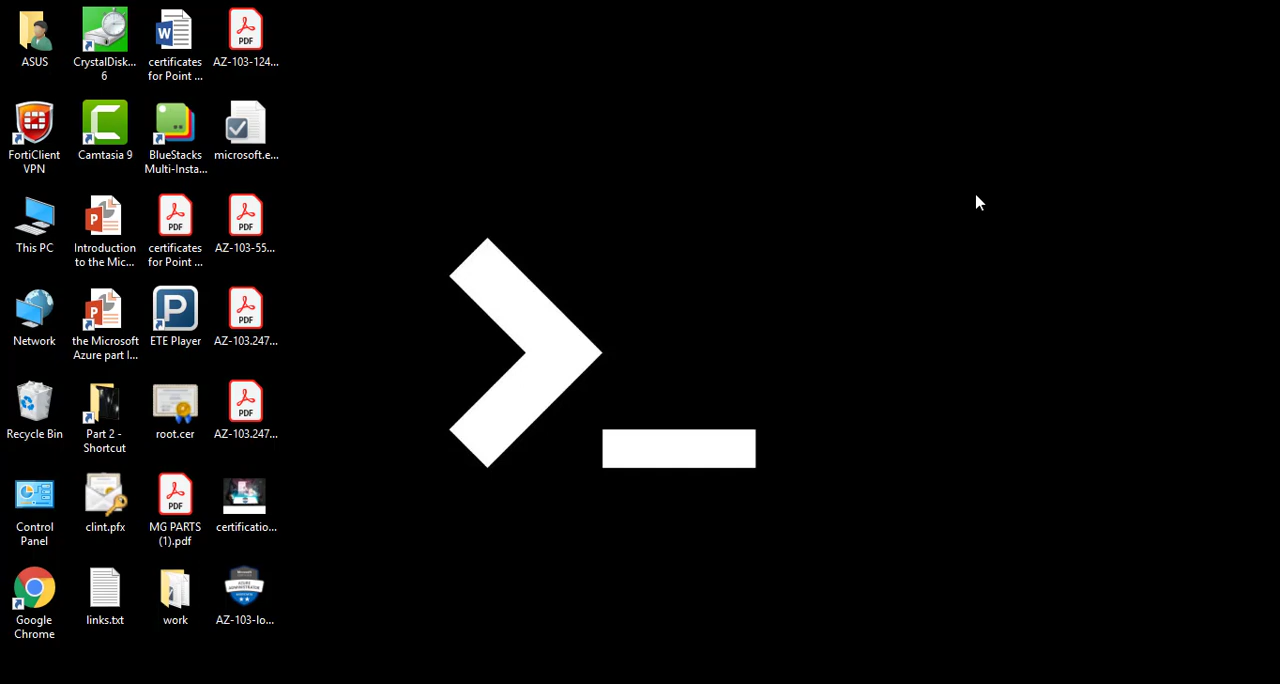 ASUS
CrystalDisk...
6
certificates
for Point ...
AZ-103-124...
FortiClient
VPN
Camtasia 9
BlueStacks
Multi-Insta...
microsoft.e...
This PC
Introduction
to the Mic...
certificates
for Point ...
AZ-103-55...
Network
the Microsoft
Azure part I...
ETE Player
AZ-103.247...
Recycle Bin
Part 2 -
Shortcut
root.cer
AZ-103.247...
Control
Panel
clint.pfx
MG PARTS
(1).pdf
certificatio...
Google
Chrome
links.txt
work
AZ-103-lo...